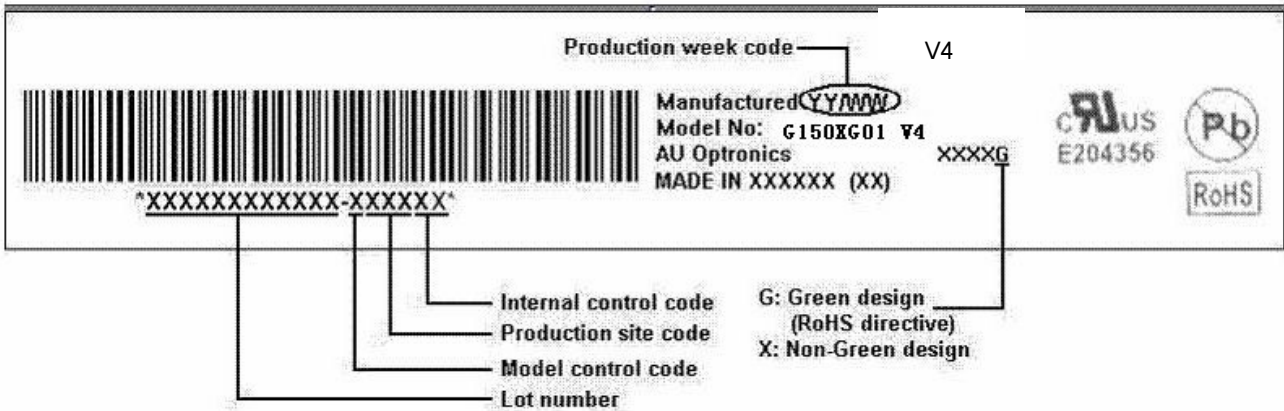 Production week code
V4
Manufactured YY/WW
Model No: G150XG01 V4
AU Optronics XXXXG
MADE IN XXXXXX (XX)
*XXXXXXXXXXXX-XXXXXX*
cRUus
E204356
Pb
RoHS
Internal control code
Production site code
Model control code
Lot number
G: Green design
(RoHS directive)
X: Non-Green design